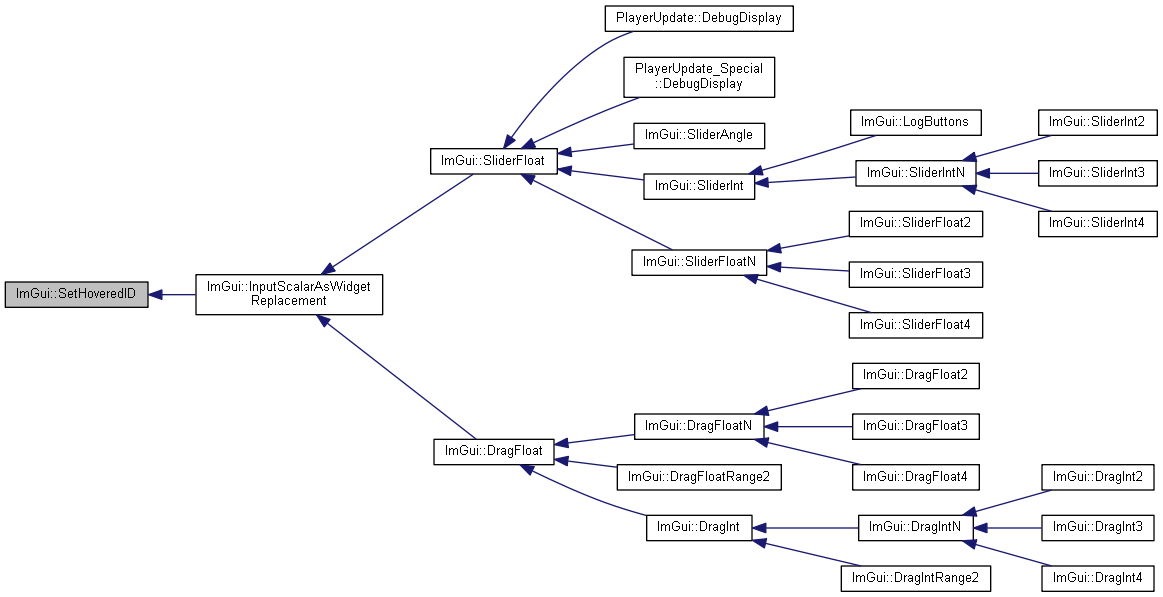 PlayerUpdate::DebugDisplay
PlayerUpdate_Special
::DebugDisplay
ImGui::SliderAngle
ImGui::LogButtons
ImGui::SliderInt2
ImGui::SliderFloat
ImGui::SliderInt
ImGui::SliderIntN
ImGui::SliderInt3
ImGui::SliderInt4
ImGui::SliderFloat2
ImGui::SliderFloatN
ImGui::SliderFloat3
ImGui::SliderFloat4
ImGui::SetHoveredID
ImGui::InputScalarAsWidget
Replacement
ImGui::DragFloat2
ImGui::DragFloatN
ImGui::DragFloat3
ImGui::DragFloat
ImGui::DragFloatRange2
ImGui::DragFloat4
ImGui::DragInt2
ImGui::DragInt
ImGui::DragIntN
ImGui::DragInt3
ImGui::DragIntRange2
ImGui::DragInt4